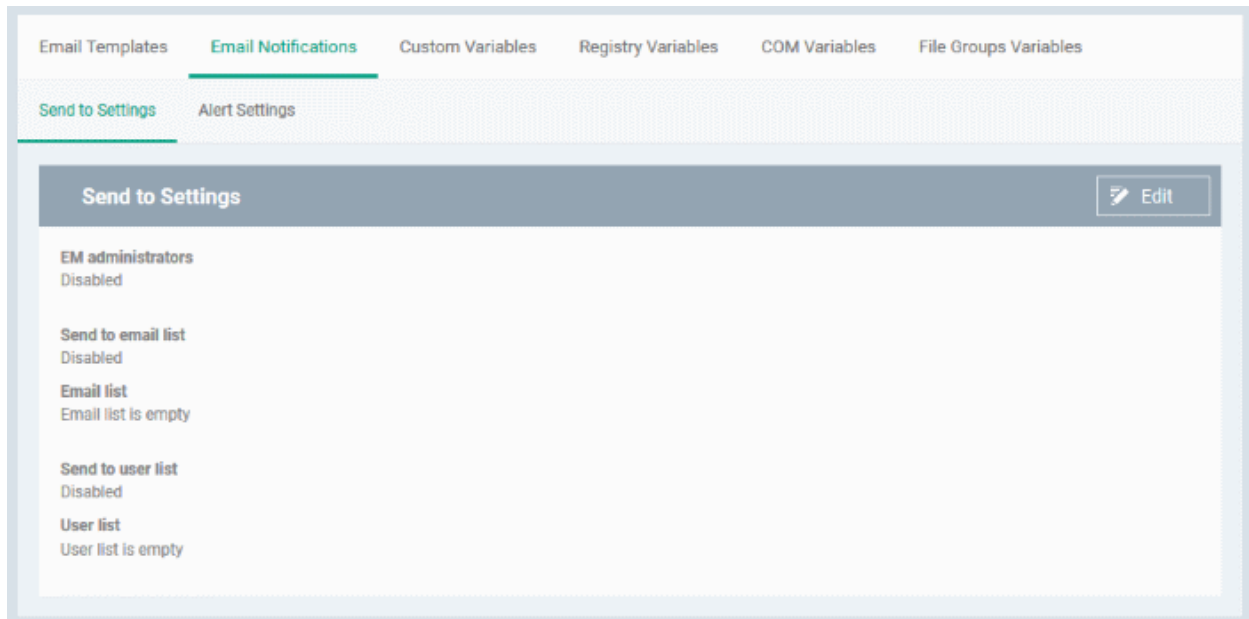 Email Templates Email Notifications Custom Variables Registry Variables COM Variables File Groups Variables
Send to Settings Alert Settings
Send to Settings Edit
EM administrators
Disabled
Send to email list
Disabled
Email list
Email list is empty
Send to user list
Disabled
User list
User list is empty